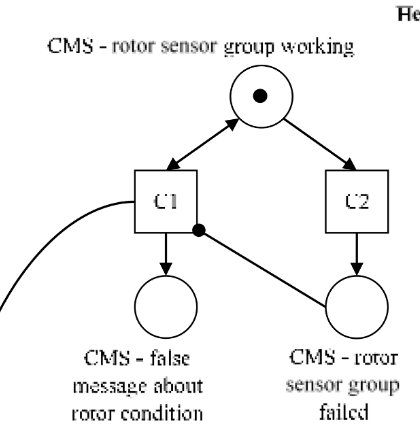 He
CMS - rotor sensor group working
C1
C2
CMS - false
message about
rotor condition
CMS - rotor
sensor group
failed